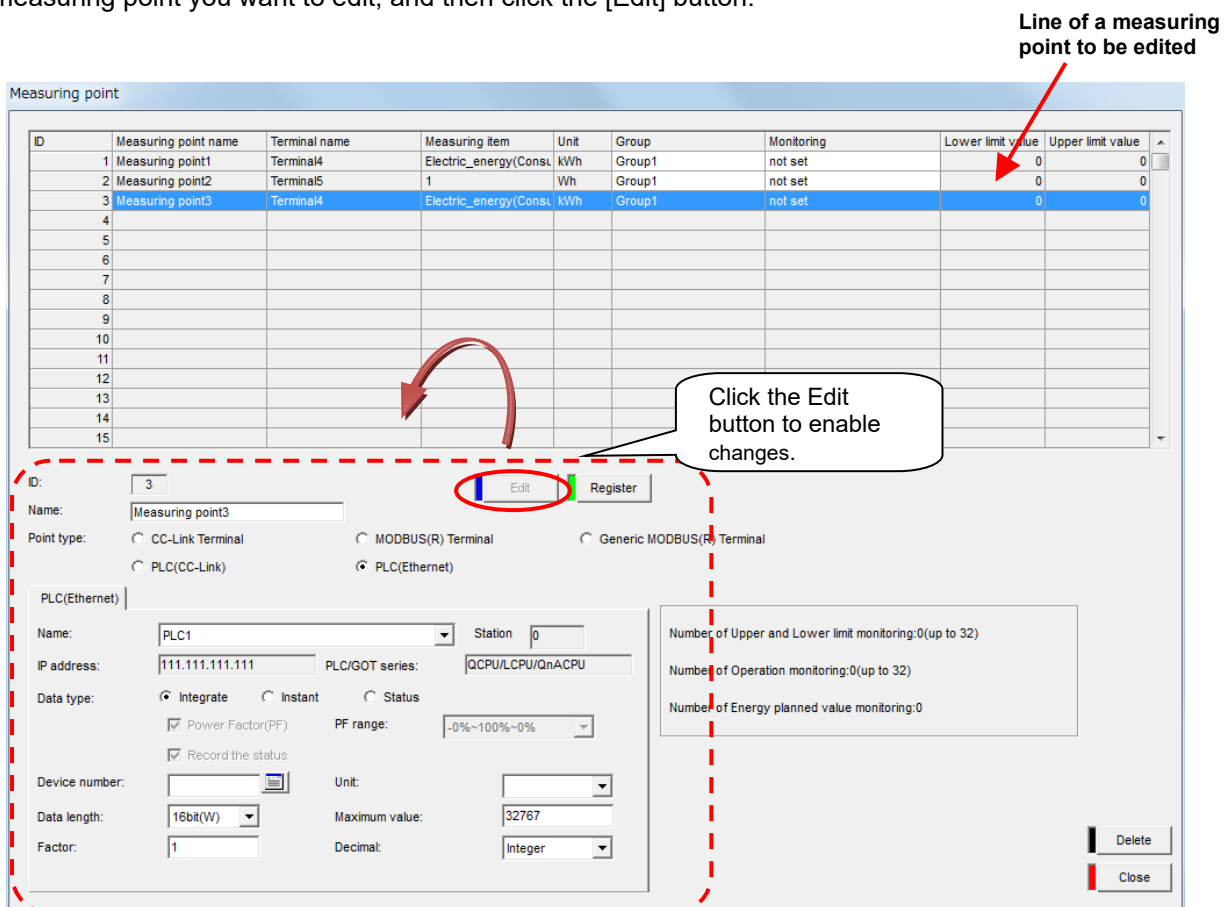 measuring point you want to edit, and then click the [Edit] button.
Line of a measuring
point to be edited
Measuring point
ID Measuring point name Terminal name Measuring item Unit Group Monitoring Lower limit value Upper limit value
1 Measuring point1 Terminal4 Electric_energy(Consu kWh Group1 not set 0 0
2 Measuring point2 Terminal5 1 Wh Group1 not set 0 0
3 Measuring point3 Terminal4 Electric_energy(Consu kWh Group1 not set 0 0
4
5
6
7
8
9
10
11
12
13
14
15
Click the Edit
button to enable
changes.
ID: 3 Edit Register
Name: Measuring point3
Point type: CC-Link Terminal MODBUS(R) Terminal Generic MODBUS(R) Terminal
PLC(CC-Link) PLC(Ethernet)
PLC(Ethernet)
Name: PLC1 Station 0
IP address: 111.111.111.111 PLC/GOT series: QCPU/LCPU/QnACPU
Data type: Integrate Instant Status
Power Factor(PF) PF range: -0%~100%~0%
Record the status
Device number: Unit:
Data length: 16bit(W) Maximum value: 32767
Factor: 1 Decimal: Integer
Number of Upper and Lower limit monitoring:0(up to 32)
Number of Operation monitoring:0(up to 32)
Number of Energy planned value monitoring:0
Delete
Close